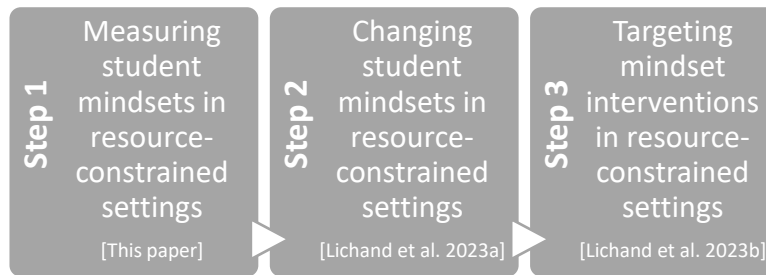 Step 1
Measuring
student
mindsets in
resource-
constrained
settings
[This paper]
Step 2
Changing
student
mindsets in
resource-
constrained
settings
[Lichand et al. 2023a]
Step 3
Targeting
mindset
interventions
in resource-
constrained
settings
[Lichand et al. 2023b]